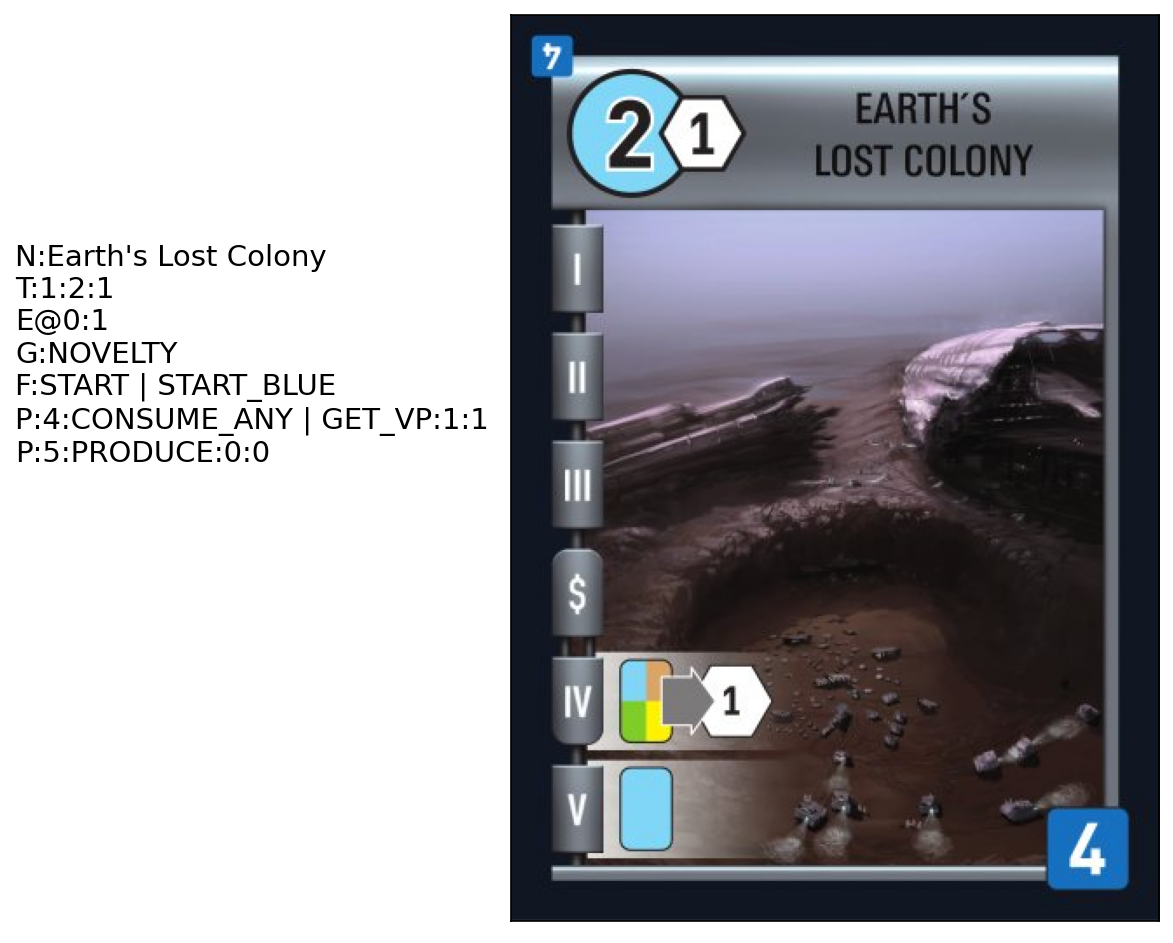 N:Earth's Lost Colony
T:1:2:1
E@0:1
G:NOVELTY
F:START | START_BLUE
P:4:CONSUME_ANY | GET_VP:1:1
P:5:PRODUCE:0:0
4
2 1
EARTH´S
LOST COLONY
I
II
III
$
IV 1
V
4